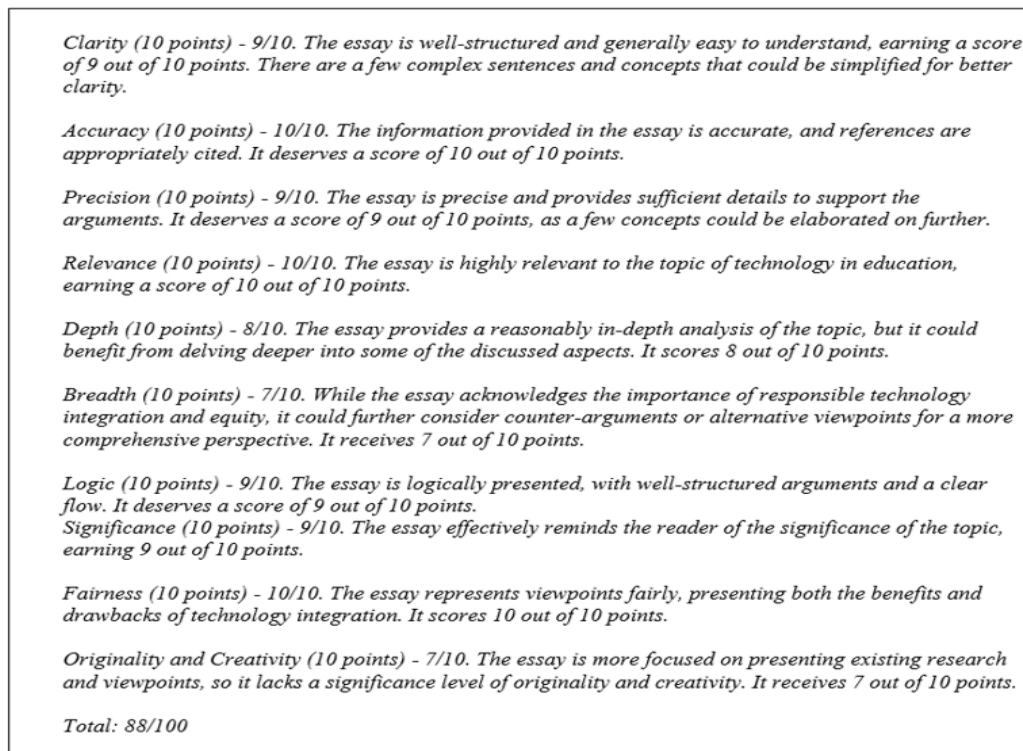 Clarity (10 points) - 9/10. The essay is well-structured and generally easy to understand, earning a score
of 9 out of 10 points. There are a few complex sentences and concepts that could be simplified for better
clarity.
Accuracy (10 points) - 10/10. The information provided in the essay is accurate, and references are
appropriately cited. It deserves a score of 10 out of 10 points.
Precision (10 points) - 9/10. The essay is precise and provides sufficient details to support the
arguments. It deserves a score of 9 out of 10 points, as a few concepts could be elaborated on further.
Relevance (10 points) - 10/10. The essay is highly relevant to the topic of technology in education,
earning a score of 10 out of 10 points.
Depth (10 points) - 8/10. The essay provides a reasonably in-depth analysis of the topic, but it could
benefit from delving deeper into some of the discussed aspects. It scores 8 out of 10 points.
Breadth (10 points) - 7/10. While the essay acknowledges the importance of responsible technology
integration and equity, it could further consider counter-arguments or alternative viewpoints for a more
comprehensive perspective. It receives 7 out of 10 points.
Logic (10 points) - 9/10. The essay is logically presented, with well-structured arguments and a clear
flow. It deserves a score of 9 out of 10 points.
Significance (10 points) - 9/10. The essay effectively reminds the reader of the significance of the topic,
earning 9 out of 10 points.
Fairness (10 points) - 10/10. The essay represents viewpoints fairly, presenting both the benefits and
drawbacks of technology integration. It scores 10 out of 10 points.
Originality and Creativity (10 points) - 7/10. The essay is more focused on presenting existing research
and viewpoints, so it lacks a significance level of originality and creativity. It receives 7 out of 10 points.
Total: 88/100